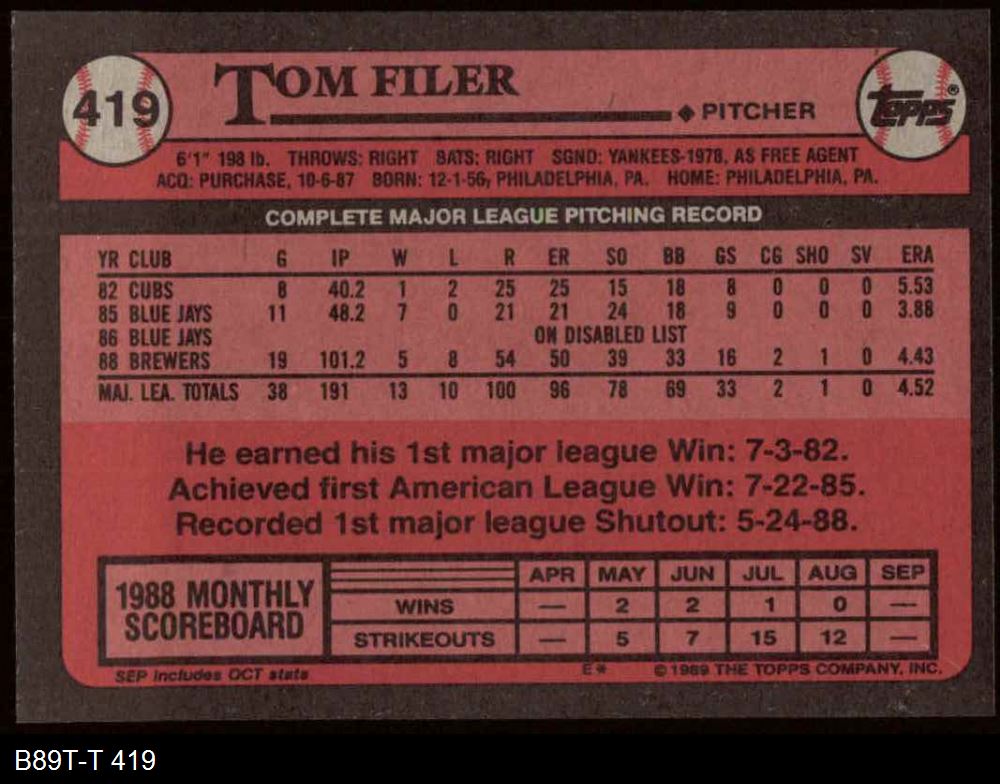 419
TOM FILER
PITCHER
TOPPS®
6'1" 198 lb. THROWS: RIGHT BATS: RIGHT SGND: YANKEES-1978, AS FREE AGENT
ACQ: PURCHASE, 10-6-87 BORN: 12-1-56, PHILADELPHIA, PA. HOME: PHILADELPHIA, PA.
COMPLETE MAJOR LEAGUE PITCHING RECORD
YR CLUB G IP W L R ER SO BB GS CG SHO SV ERA
82 CUBS 8 40.2 1 2 25 25 15 18 8 0 0 0 5.53
85 BLUE JAYS 11 48.2 7 0 21 21 24 18 9 0 0 0 3.88
86 BLUE JAYS ON DISABLED LIST
88 BREWERS 19 101.2 5 8 54 50 39 33 16 2 1 0 4.43
MAJ. LEA. TOTALS 38 191 13 10 100 96 78 69 33 2 1 0 4.52
He earned his 1st major league Win: 7-3-82.
Achieved first American League Win: 7-22-85.
Recorded 1st major league Shutout: 5-24-88.
1988 MONTHLY
SCOREBOARD
APR MAY JUN JUL AUG SEP
WINS — 2 2 1 0 —
STRIKEOUTS — 5 7 15 12 —
SEP includes OCT stats
E* © 1989 THE TOPPS COMPANY, INC.
B89T-T 419